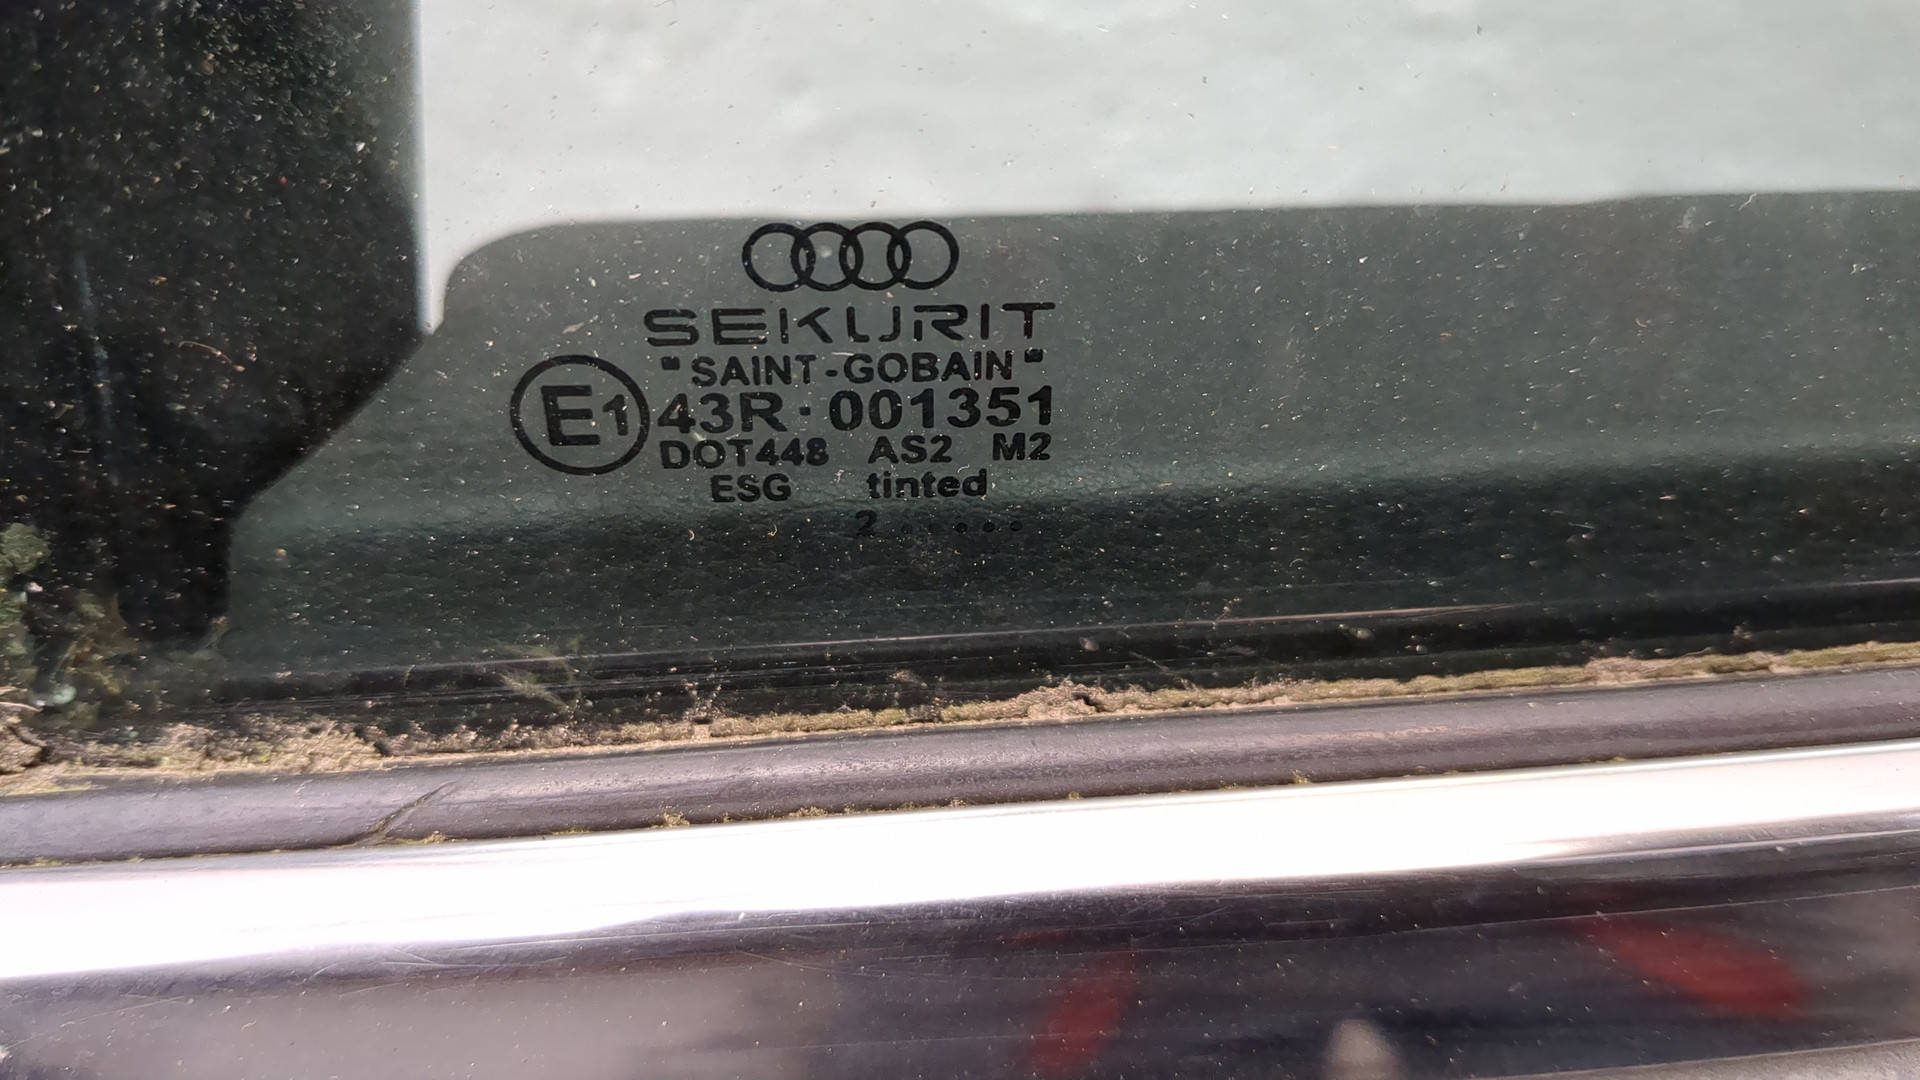 SEKURIT
"SAINT-GOBAIN"
E1 43R·001351
DOT448 AS2 M2
ESG tinted
2 .....